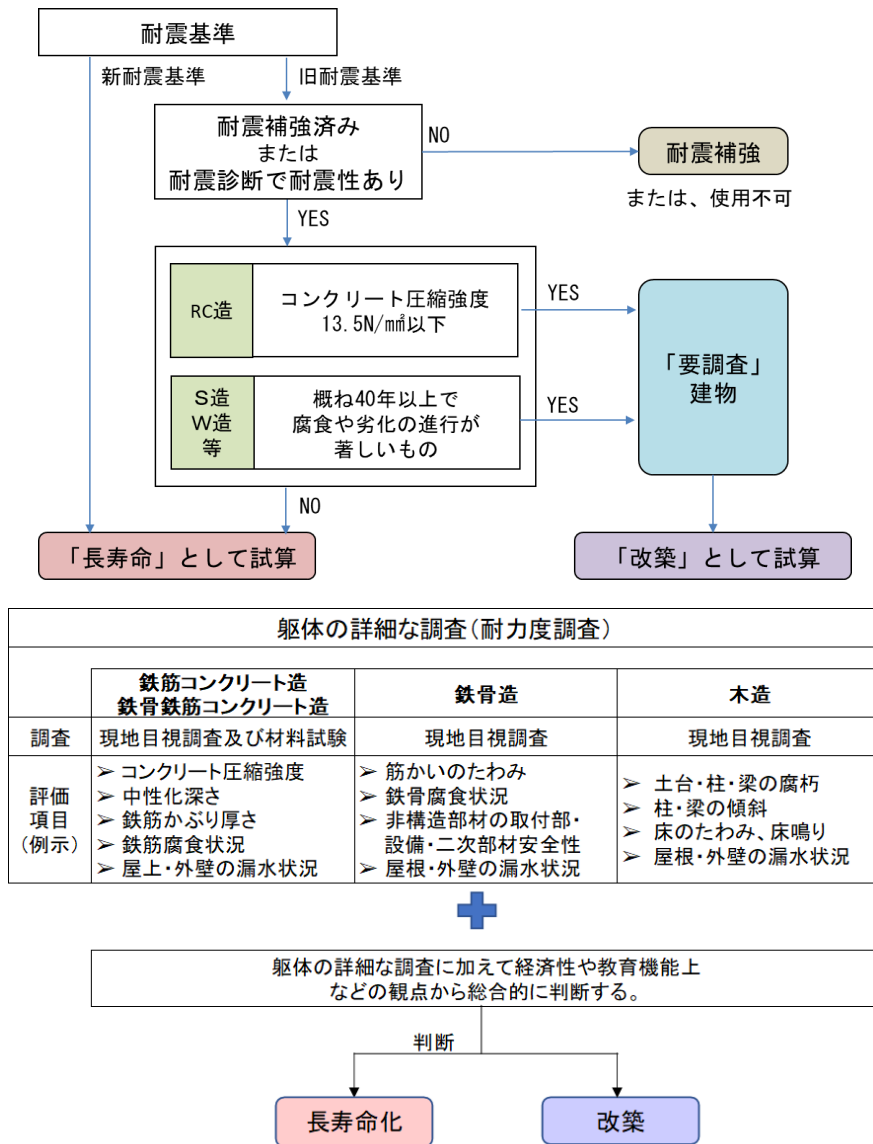 耐震基準
新耐震基準
旧耐震基準
耐震補強済み
または
耐震診断で耐震性あり
NO
耐震補強
または、使用不可
YES
RC造
コンクリート圧縮強度
13.5N/㎟以下
YES
S造
W造
等
概ね40年以上で
腐食や劣化の進行が
著しいもの
YES
「要調査」
建物
NO
「長寿命」として試算
「改築」として試算
躯体の詳細な調査(耐力度調査)
鉄筋コンクリート造
鉄骨鉄筋コンクリート造
鉄骨造
木造
調査
現地目視調査及び材料試験
現地目視調査
現地目視調査
評価
項目
(例示)
➢ コンクリート圧縮強度
➢ 中性化深さ
➢ 鉄筋かぶり厚さ
➢ 鉄筋腐食状況
➢ 屋上・外壁の漏水状況
➢ 筋かいのたわみ
➢ 鉄骨腐食状況
➢ 非構造部材の取付部・
設備・二次部材安全性
➢ 屋根・外壁の漏水状況
➢ 土台・柱・梁の腐朽
➢ 柱・梁の傾斜
➢ 床のたわみ、床鳴り
➢ 屋根・外壁の漏水状況
躯体の詳細な調査に加えて経済性や教育機能上
などの観点から総合的に判断する。
判断
長寿命化
改築